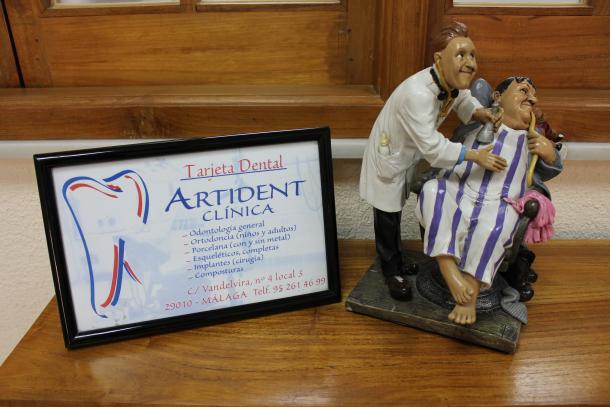 Tarjeta Dental
ARTIDENT
CLÍNICA
- Odontología general
- Ortodoncia (niños y adultos)
- Porcelana (con y sin metal)
- Esqueléticos, completas
- Implantes (cirugía)
- Composturas
C/ Vandelvira, nº 4 local 3
29010 - MÁLAGA Telf. 95 261 46 99